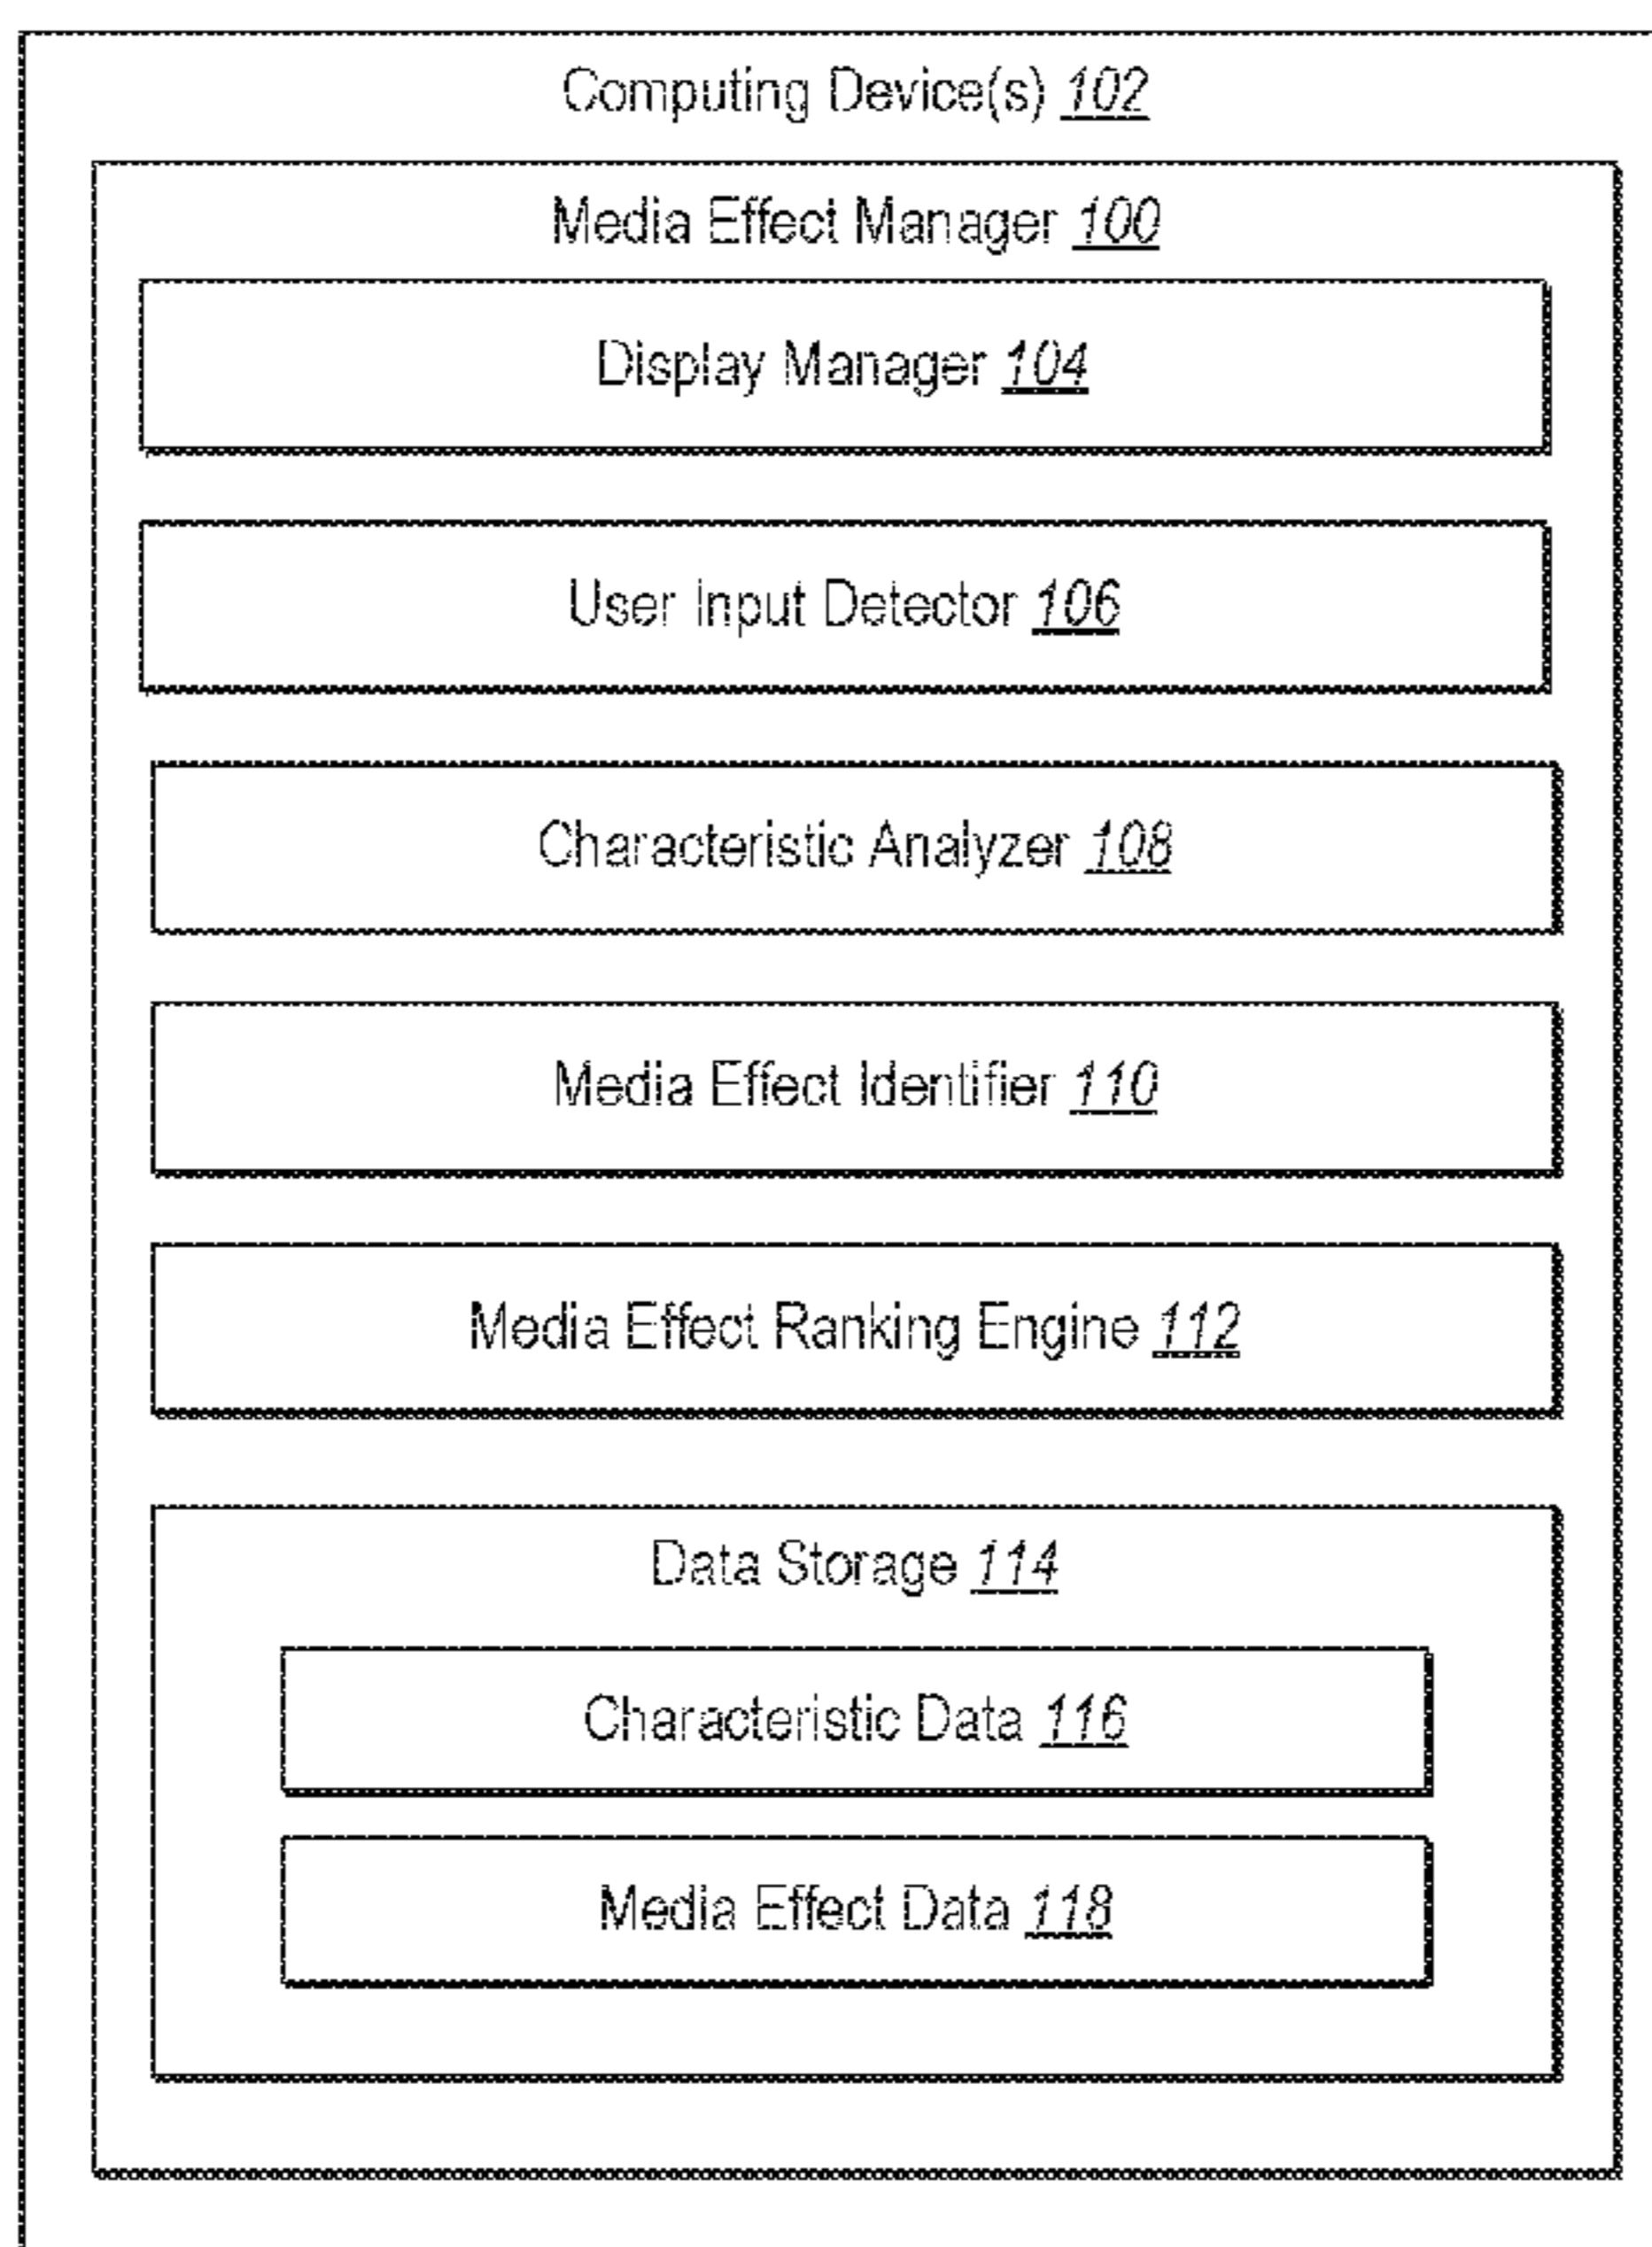 Computing Device(s) 102
Media Effect Manager 100
Display Manager 104
User Input Detector 106
Characteristic Analyzer 108
Media Effect Identifier 110
Media Effect Ranking Engine 112
Data Storage 114
Characteristic Data 116
Media Effect Data 118